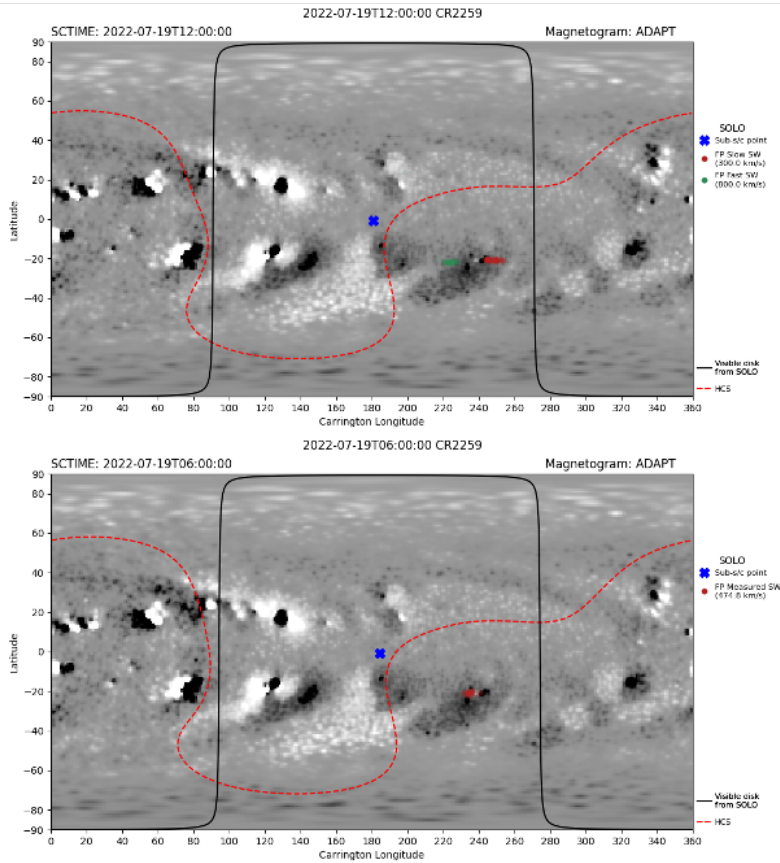 2022-07-19T12:00:00 CR2259
SCTIME: 2022-07-19T12:00:00 Magnetogram: ADAPT
90
80
60
40
20
0
−20
−40
−60
−80
−90
Latitude
0 20 40 60 80 100 120 140 160 180 200 220 240 260 280 300 320 340 360
Carrington Longitude
SOLO
Sub-s/c point
FP Slow SW
(300.0 km/s)
FP Fast SW
(800.0 km/s)
Visible disk
from SOLO
HCS
2022-07-19T06:00:00 CR2259
SCTIME: 2022-07-19T06:00:00 Magnetogram: ADAPT
90
80
60
40
20
0
−20
−40
−60
−80
−90
Latitude
0 20 40 60 80 100 120 140 160 180 200 220 240 260 280 300 320 340 360
Carrington Longitude
SOLO
Sub-s/c point
FP Measured SW
(474.8 km/s)
Visible disk
from SOLO
HCS